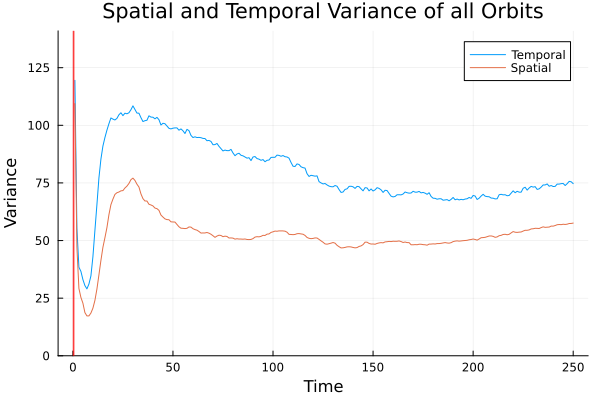 Spatial and Temporal Variance of all Orbits
Temporal
Spatial
125
100
75
50
25
0
Variance
0 50 100 150 200 250
Time